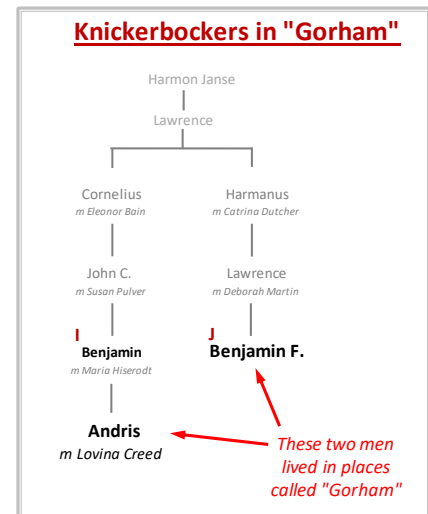 Knickerbockers in "Gorham"
Harmon Janse
Lawrence
Cornelius
m Eleonor Bain
Harmanus
m Catrina Dutcher
John C.
m Susan Pulver
Lawrence
m Deborah Martin
I
Benjamin
m Maria Hiserodt
J
Benjamin F.
Andris
m Lovina Creed
These two men
lived in places
called "Gorham"